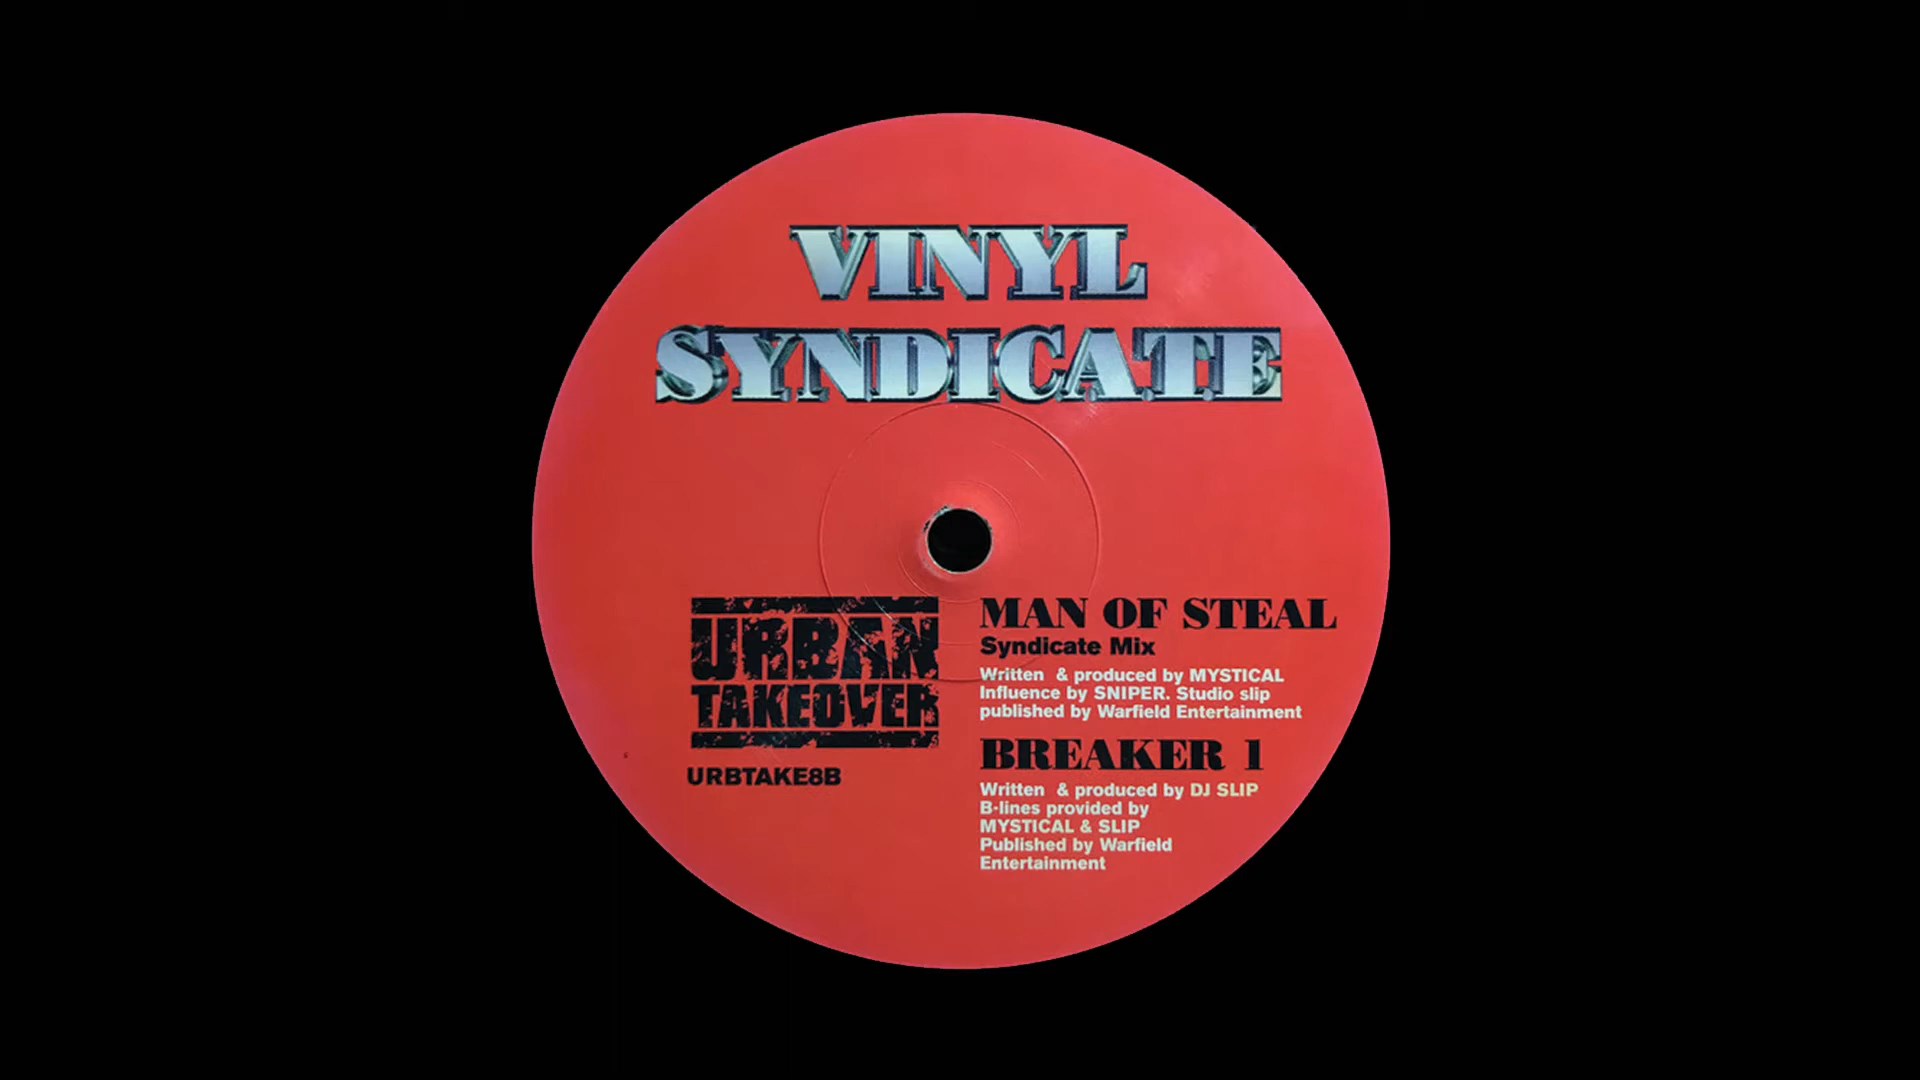 VINYL
SYNDICATE
URBAN
TAKEOVER
URBTAKE8B
MAN OF STEAL
Syndicate Mix
Written & produced by MYSTICAL
Influence by SNIPER. Studio slip
published by Warfield Entertainment
BREAKER 1
Written & produced by DJ SLIP
B-lines provided by
MYSTICAL & SLIP
Published by Warfield
Entertainment